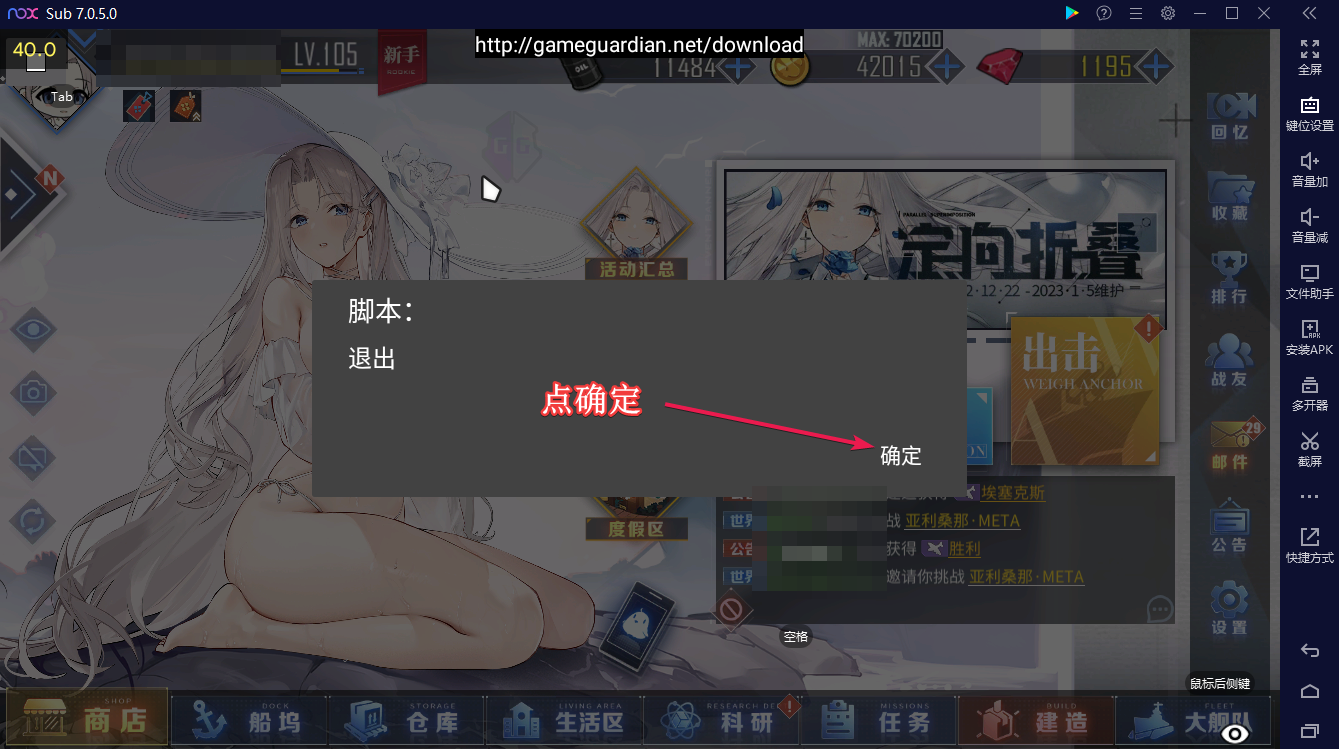 nox Sub 7.0.5.0
40.0
LV.105
新手
http://gameguardian.net/download
OIL
11484
MAX: 70200
42015
1195
全屏
Tab
GG
N
回忆
键位设置
音量加
收藏
PARALLEL SUPERIMPOSITION
定向折叠
2·12·22 -2023·1·5维护
音量减
活动汇总
排行
文件助手
脚本：
退出
点确定
确定
出击
WEIGH ANCHOR
安装APK
战友
多开器
29
邮件
截屏
埃塞克斯
世界
战 亚利桑那·META
公告
获得 胜利
世界
邀请你挑战 亚利桑那·META
度假区
公告
快捷方式
设置
空格
鼠标后侧键
SHOP
商店
DOCK
船坞
STORAGE
仓库
LIVING AREA
生活区
科研
MISSIONS
任务
BUILD
建造
FLEET
大舰队